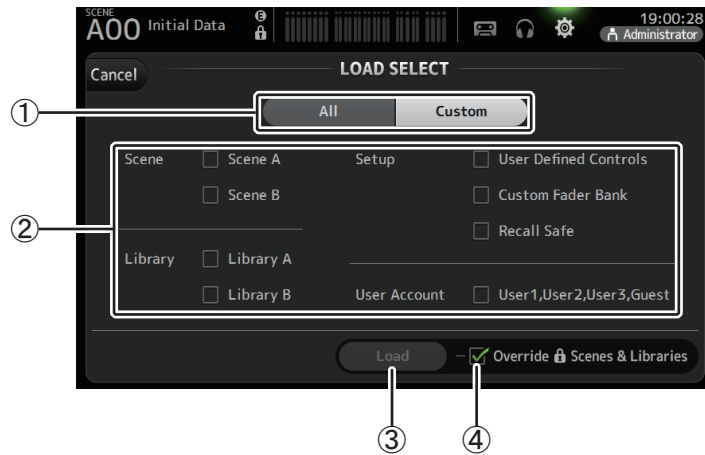 SCENE
A00 Initial Data E 19:00:28
Administrator
Cancel LOAD SELECT
① All Custom
Scene Scene A Setup User Defined Controls
Scene B Custom Fader Bank
② Recall Safe
Library Library A
Library B User Account User1,User2,User3,Guest
Load Override Scenes & Libraries
③ ④